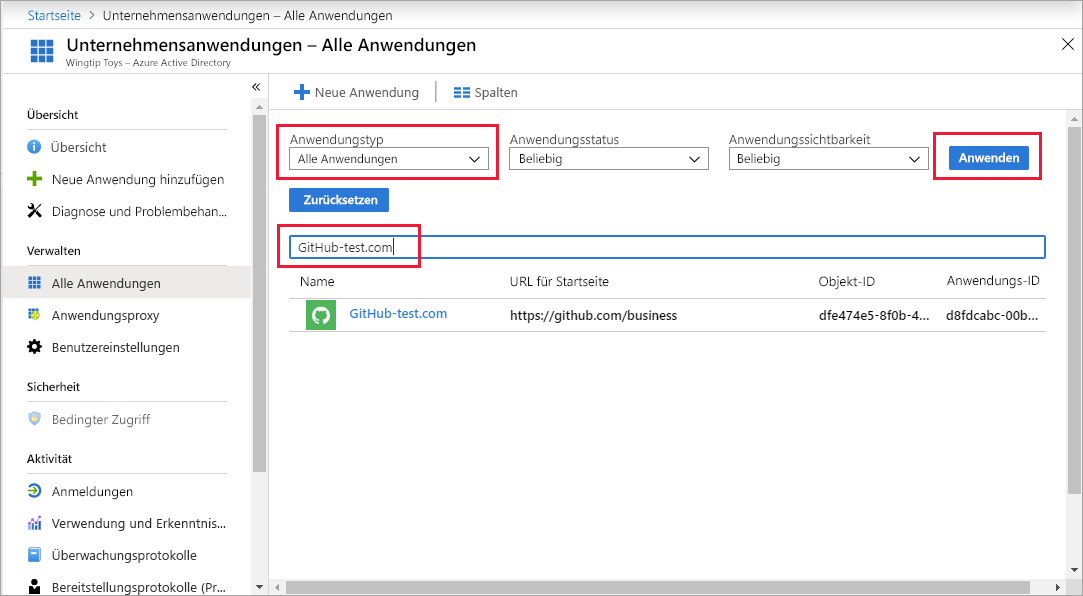 Startseite > Unternehmensanwendungen – Alle Anwendungen
Unternehmensanwendungen – Alle Anwendungen
Wingtip Toys – Azure Active Directory
Übersicht
Übersicht
Neue Anwendung hinzufügen
Diagnose und Problembehan...
Verwalten
Alle Anwendungen
Anwendungsproxy
Benutzereinstellungen
Sicherheit
Bedingter Zugriff
Aktivität
Anmeldungen
Verwendung und Erkenntnis...
Überwachungsprotokolle
Bereitstellungsprotokolle (Pr...
Neue Anwendung Spalten
Anwendungstyp Anwendungsstatus Anwendungssichtbarkeit
Alle Anwendungen Beliebig Beliebig Anwenden
Zurücksetzen
GitHub-test.com
Name URL für Startseite Objekt-ID Anwendungs-ID
GitHub-test.com https://github.com/business dfe474e5-8f0b-4... d8fdcabc-00b...